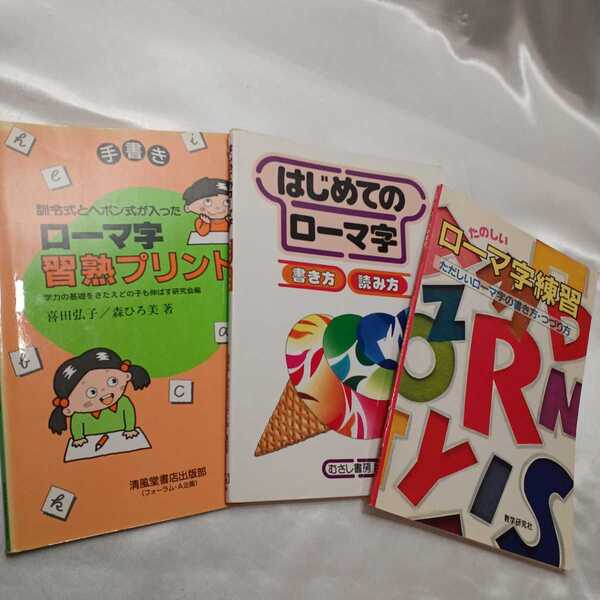 手書き
訓令式とヘボン式が入った
ローマ字
習熟プリント
学力の基礎をきたえどの子も伸ばす研究会編
喜田弘子/森ひろ美 著
清風堂書店出版部
(フォーラム・A企画)
h
e
i
l
a
b
c
k
はじめての
ローマ字
書き方
読み方
むさし書房
たのしい
ローマ字練習
ただしいローマ字の書き方・つづり方
Z
O
R
N
T
Y
I
S
教学研究社